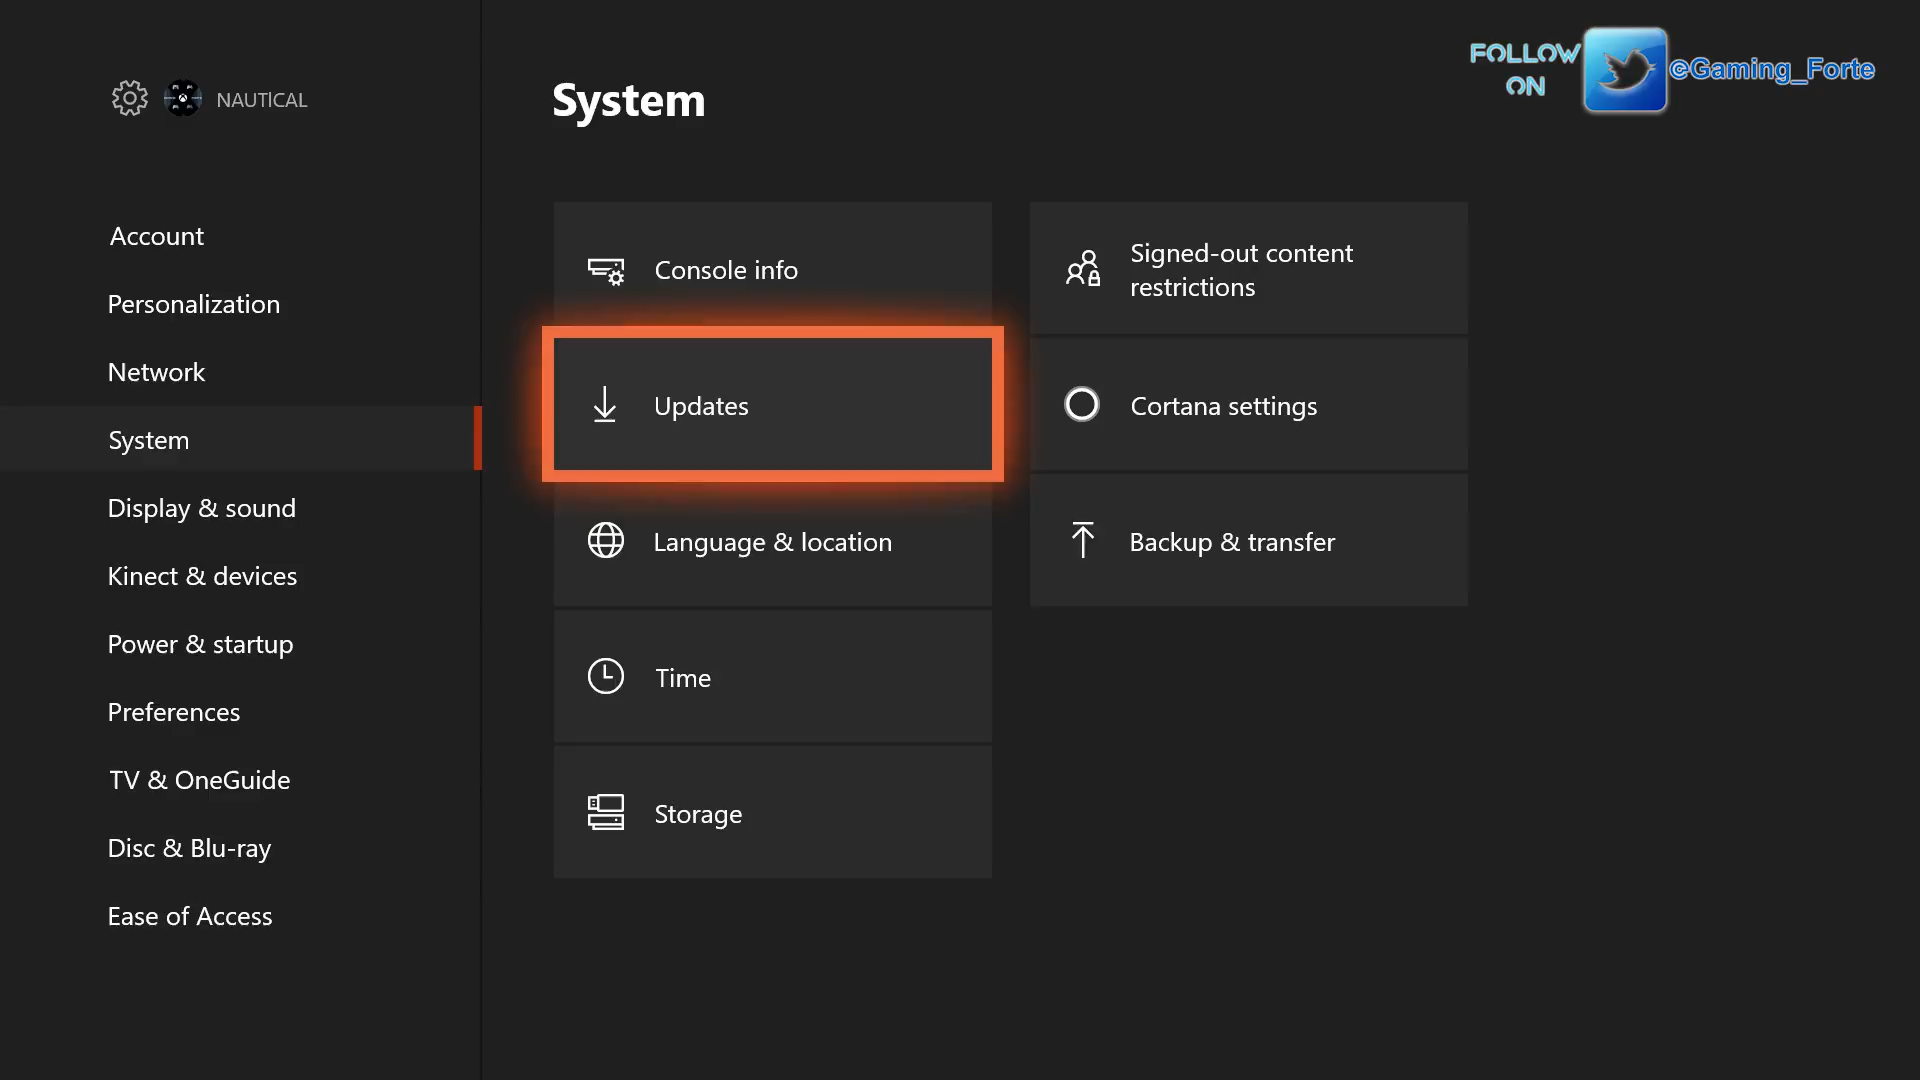 NAUTICAL
System
FOLLOW
ON
©Gaming_Forte
Account
Personalization
Network
System
Display & sound
Kinect & devices
Power & startup
Preferences
TV & OneGuide
Disc & Blu-ray
Ease of Access
Console info
Updates
Language & location
Time
Storage
Signed-out content
restrictions
Cortana settings
Backup & transfer